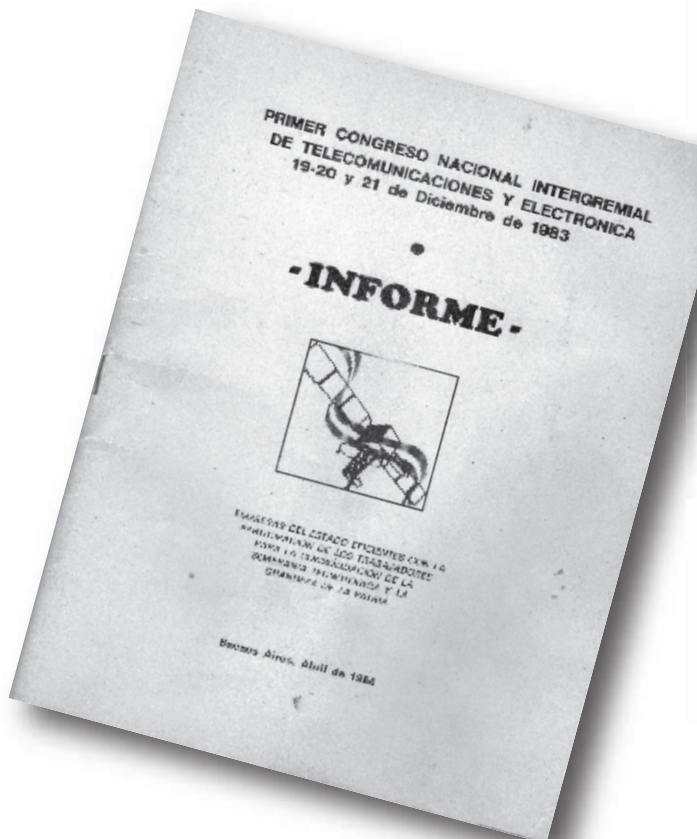 PRIMER CONGRESO NACIONAL INTERGREMIAL
DE TELECOMUNICACIONES Y ELECTRONICA
19-20 y 21 de Diciembre de 1983
-INFORME-
EMPRESAS DEL ESTADO EFICIENTES CON LA
PARTICIPACION DE LOS TRABAJADORES
PARA LA DE LA
SOBERANIA TECNOLOGICA Y LA
GRANDEZA DE LA PATRIA
Buenos Aires, Abril de